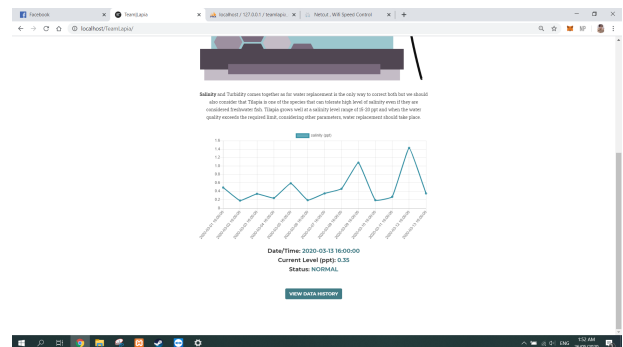 Facebook
TeamLapia
localhost / 127.0.0.1 / teamlapia
Netcut : Wifi Speed Control
localhost/TeamLapia/
Salinity and Turbidity comes together as for water replacement is the only way to correct both but we should
also consider that Tilapia is one of the species that can tolerate high level of salinity even if they are
considered freshwater fish. Tilapia grows well at a salinity level range of 15-20 ppt and when the water
quality exceeds the required limit, considering other parameters, water replacement should take place.
salinity (ppt)
1.6
1.4
1.2
1.0
0.8
0.6
0.4
0.2
0
Date/Time: 2020-03-13 16:00:00
Current Level (ppt): 0.35
Status: NORMAL
VIEW DATA HISTORY
ENG
1:52 AM